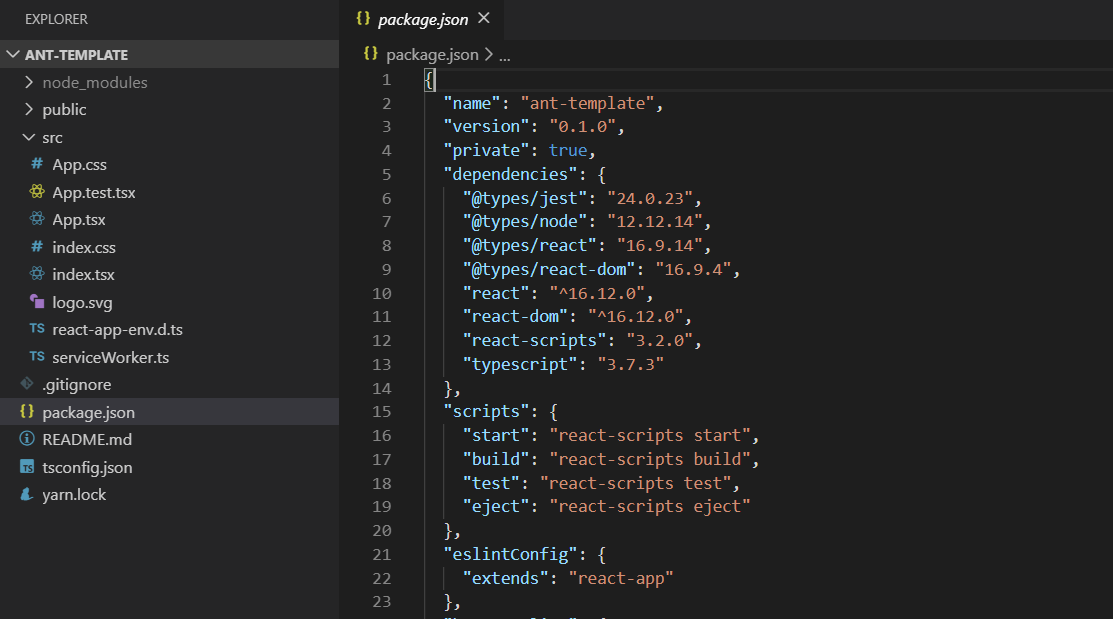 EXPLORER
ANT-TEMPLATE
node_modules
public
src
# App.css
App.test.tsx
App.tsx
# index.css
index.tsx
logo.svg
TS react-app-env.d.ts
TS serviceWorker.ts
.gitignore
{} package.json
README.md
TS tsconfig.json
yarn.lock
{} package.json
{} package.json > ...
1 {
2 "name": "ant-template",
3 "version": "0.1.0",
4 "private": true,
5 "dependencies": {
6 "@types/jest": "24.0.23",
7 "@types/node": "12.12.14",
8 "@types/react": "16.9.14",
9 "@types/react-dom": "16.9.4",
10 "react": "^16.12.0",
11 "react-dom": "^16.12.0",
12 "react-scripts": "3.2.0",
13 "typescript": "3.7.3"
14 },
15 "scripts": {
16 "start": "react-scripts start",
17 "build": "react-scripts build",
18 "test": "react-scripts test",
19 "eject": "react-scripts eject"
20 },
21 "eslintConfig": {
22 "extends": "react-app"
23 },